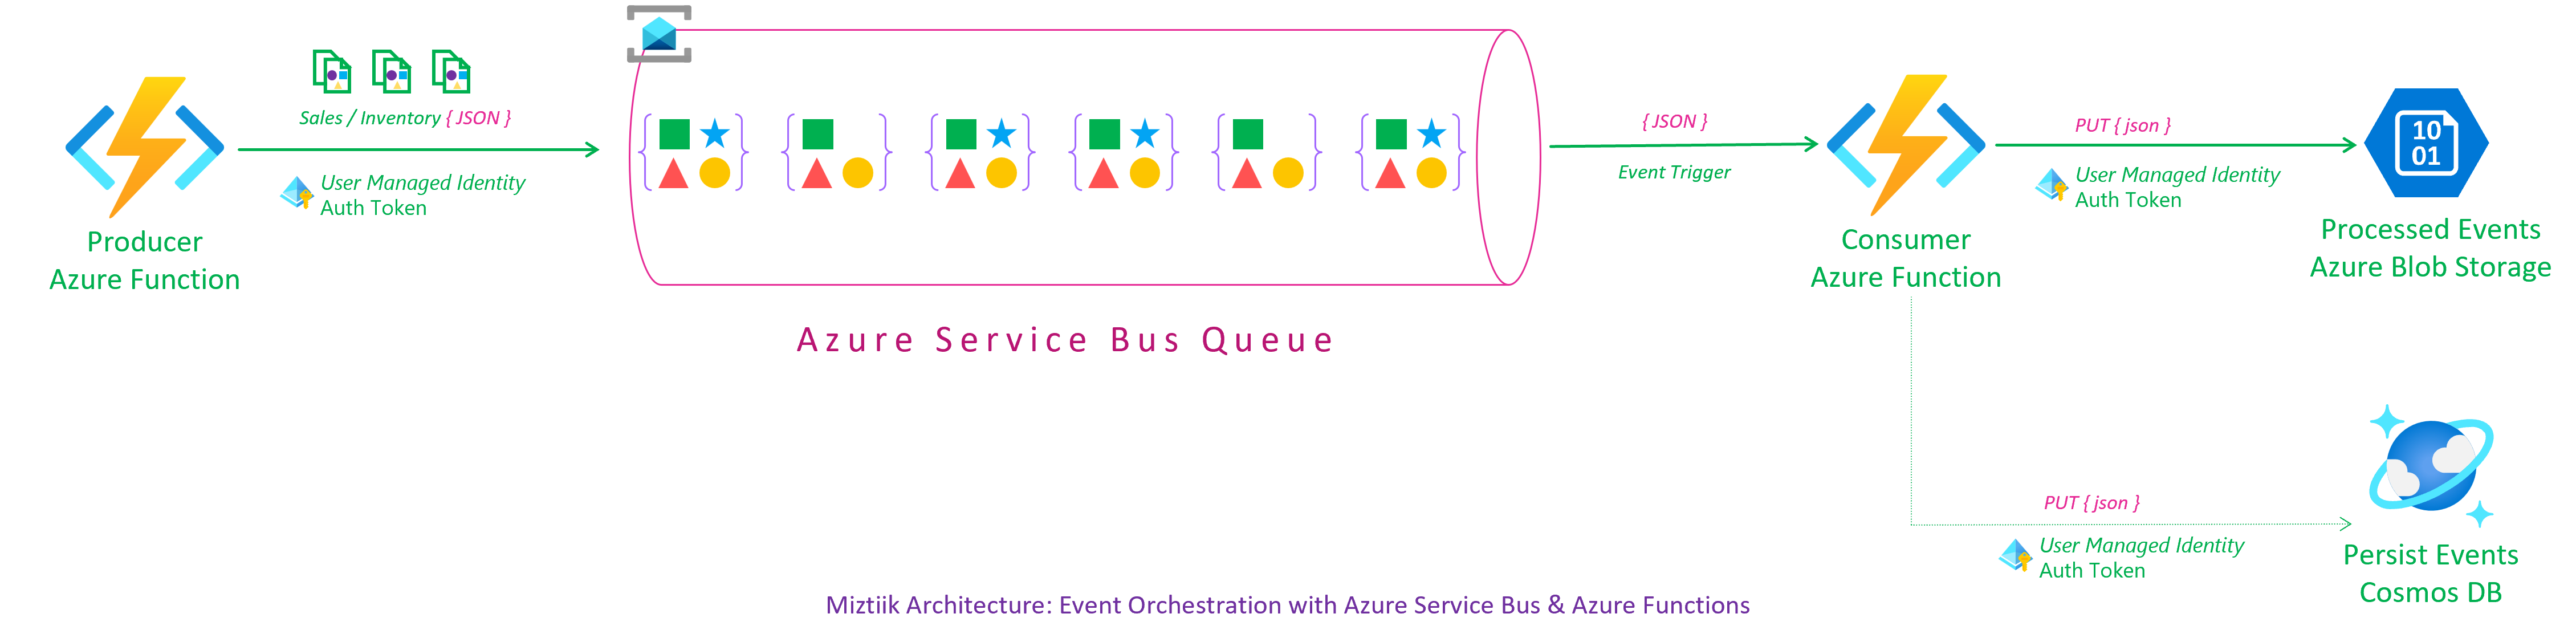 Sales / Inventory { JSON }
User Managed Identity
Auth Token
Producer
Azure Function
Azure Service Bus Queue
{ JSON }
Event Trigger
Consumer
Azure Function
PUT { json }
User Managed Identity
Auth Token
10
01
Processed Events
Azure Blob Storage
PUT { json }
User Managed Identity
Auth Token
Persist Events
Cosmos DB
Miztiik Architecture: Event Orchestration with Azure Service Bus & Azure Functions